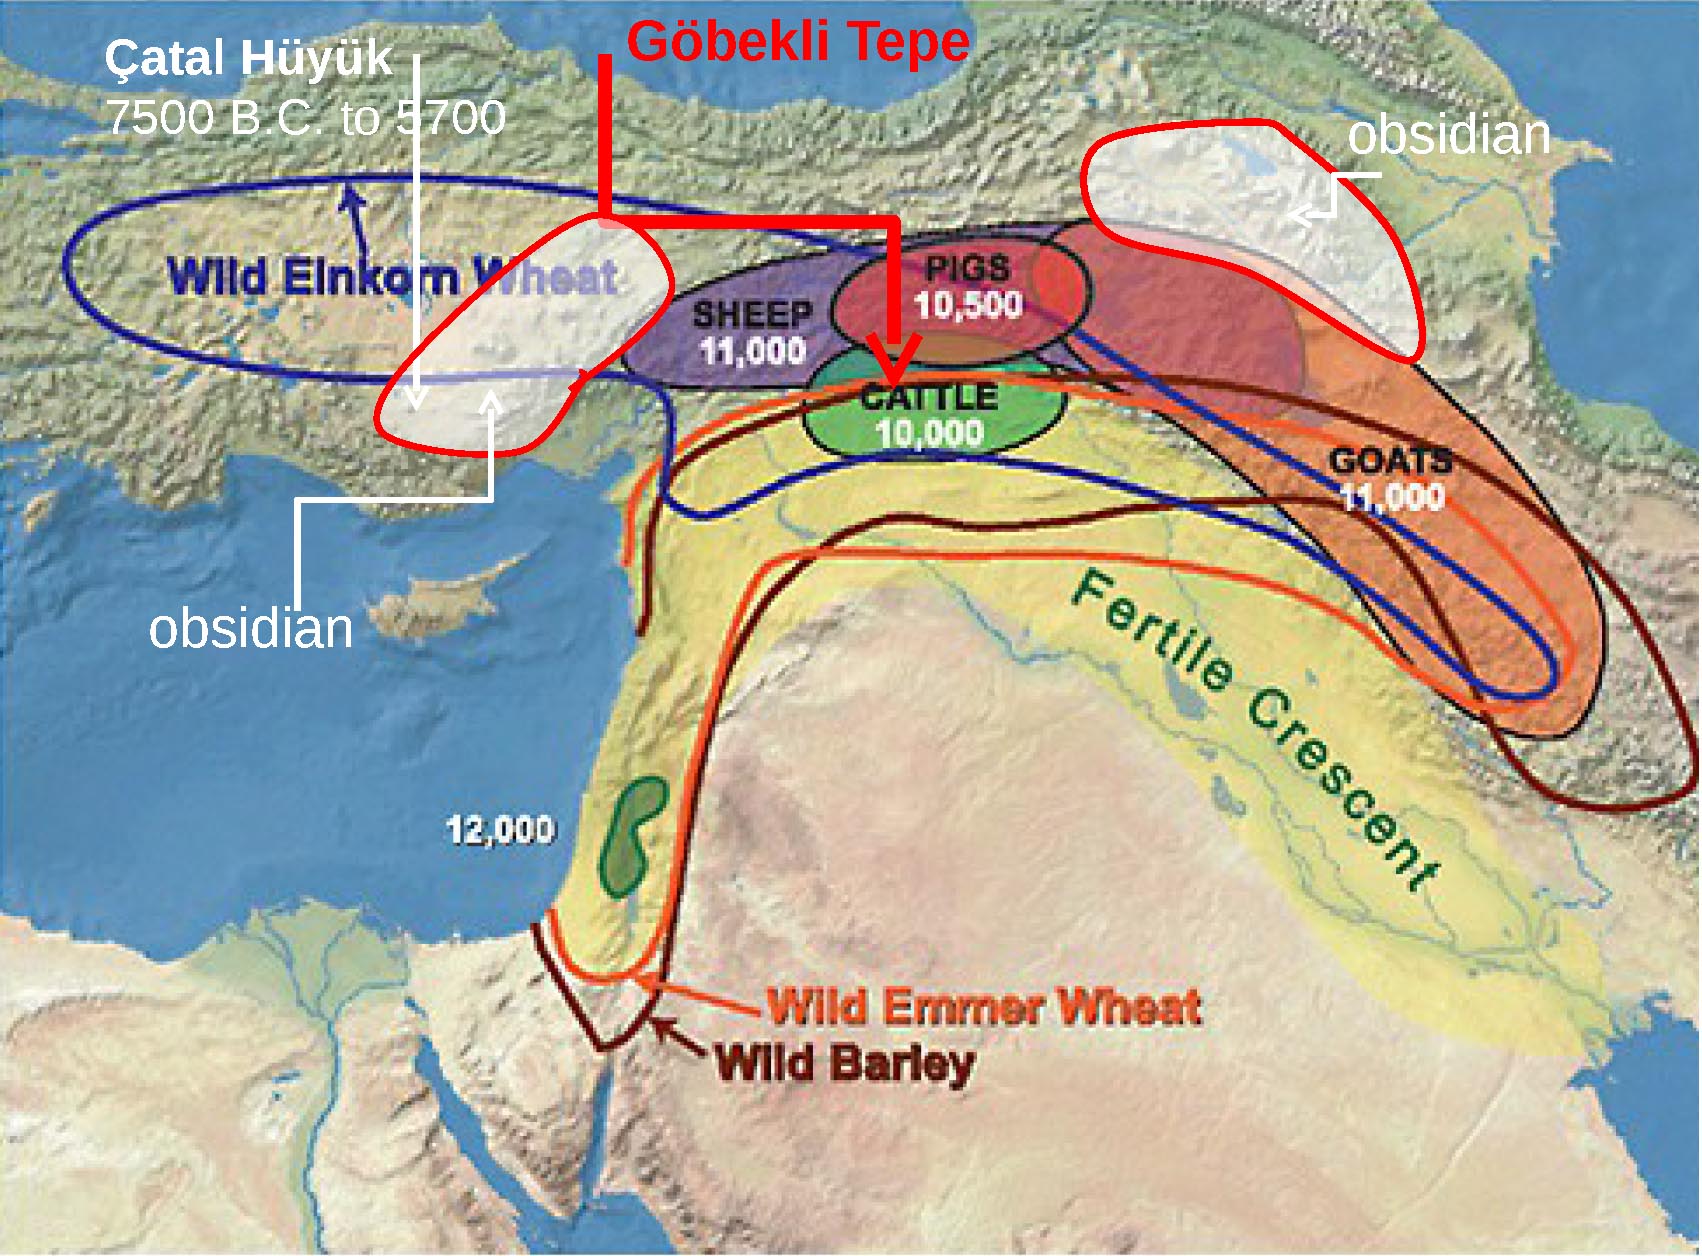 Çatal Hüyük
7500 B.C. to 5700
Göbekli Tepe
obsidian
Wild Einkorn Wheat
PIGS
10,500
SHEEP
11,000
CATTLE
10,000
GOATS
11,000
obsidian
Fertile Crescent
12,000
Wild Emmer Wheat
Wild Barley